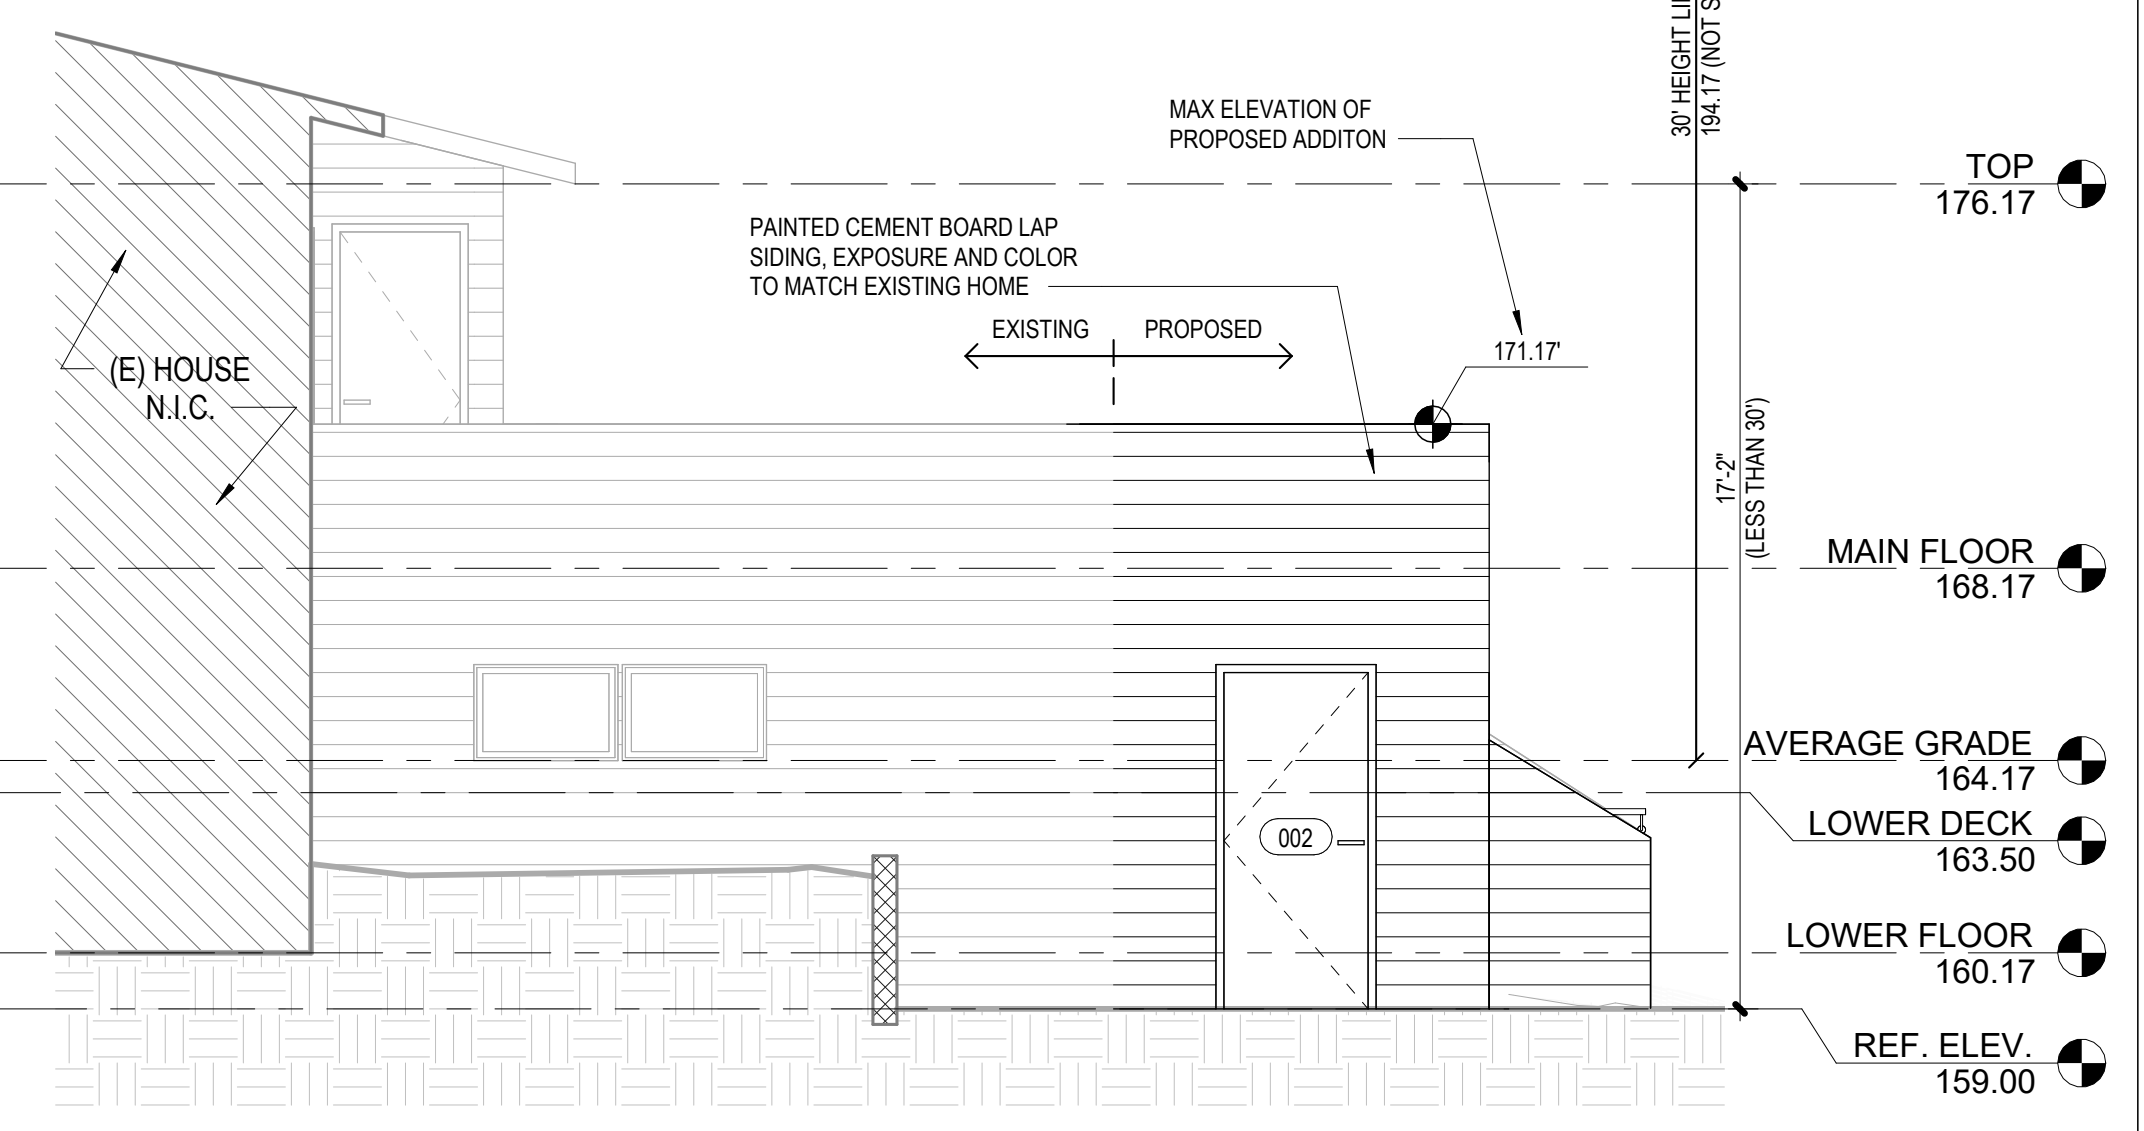 30' HEIGHT
194.17 (NOT
MAX ELEVATION OF
PROPOSED ADDITON
TOP
176.17
PAINTED CEMENT BOARD LAP
SIDING, EXPOSURE AND COLOR
TO MATCH EXISTING HOME
EXISTING
PROPOSED
171.17'
(E) HOUSE
N.I.C.
17'-2"
(LESS THAN 30')
MAIN FLOOR
168.17
AVERAGE GRADE
164.17
002
LOWER DECK
163.50
LOWER FLOOR
160.17
REF. ELEV.
159.00